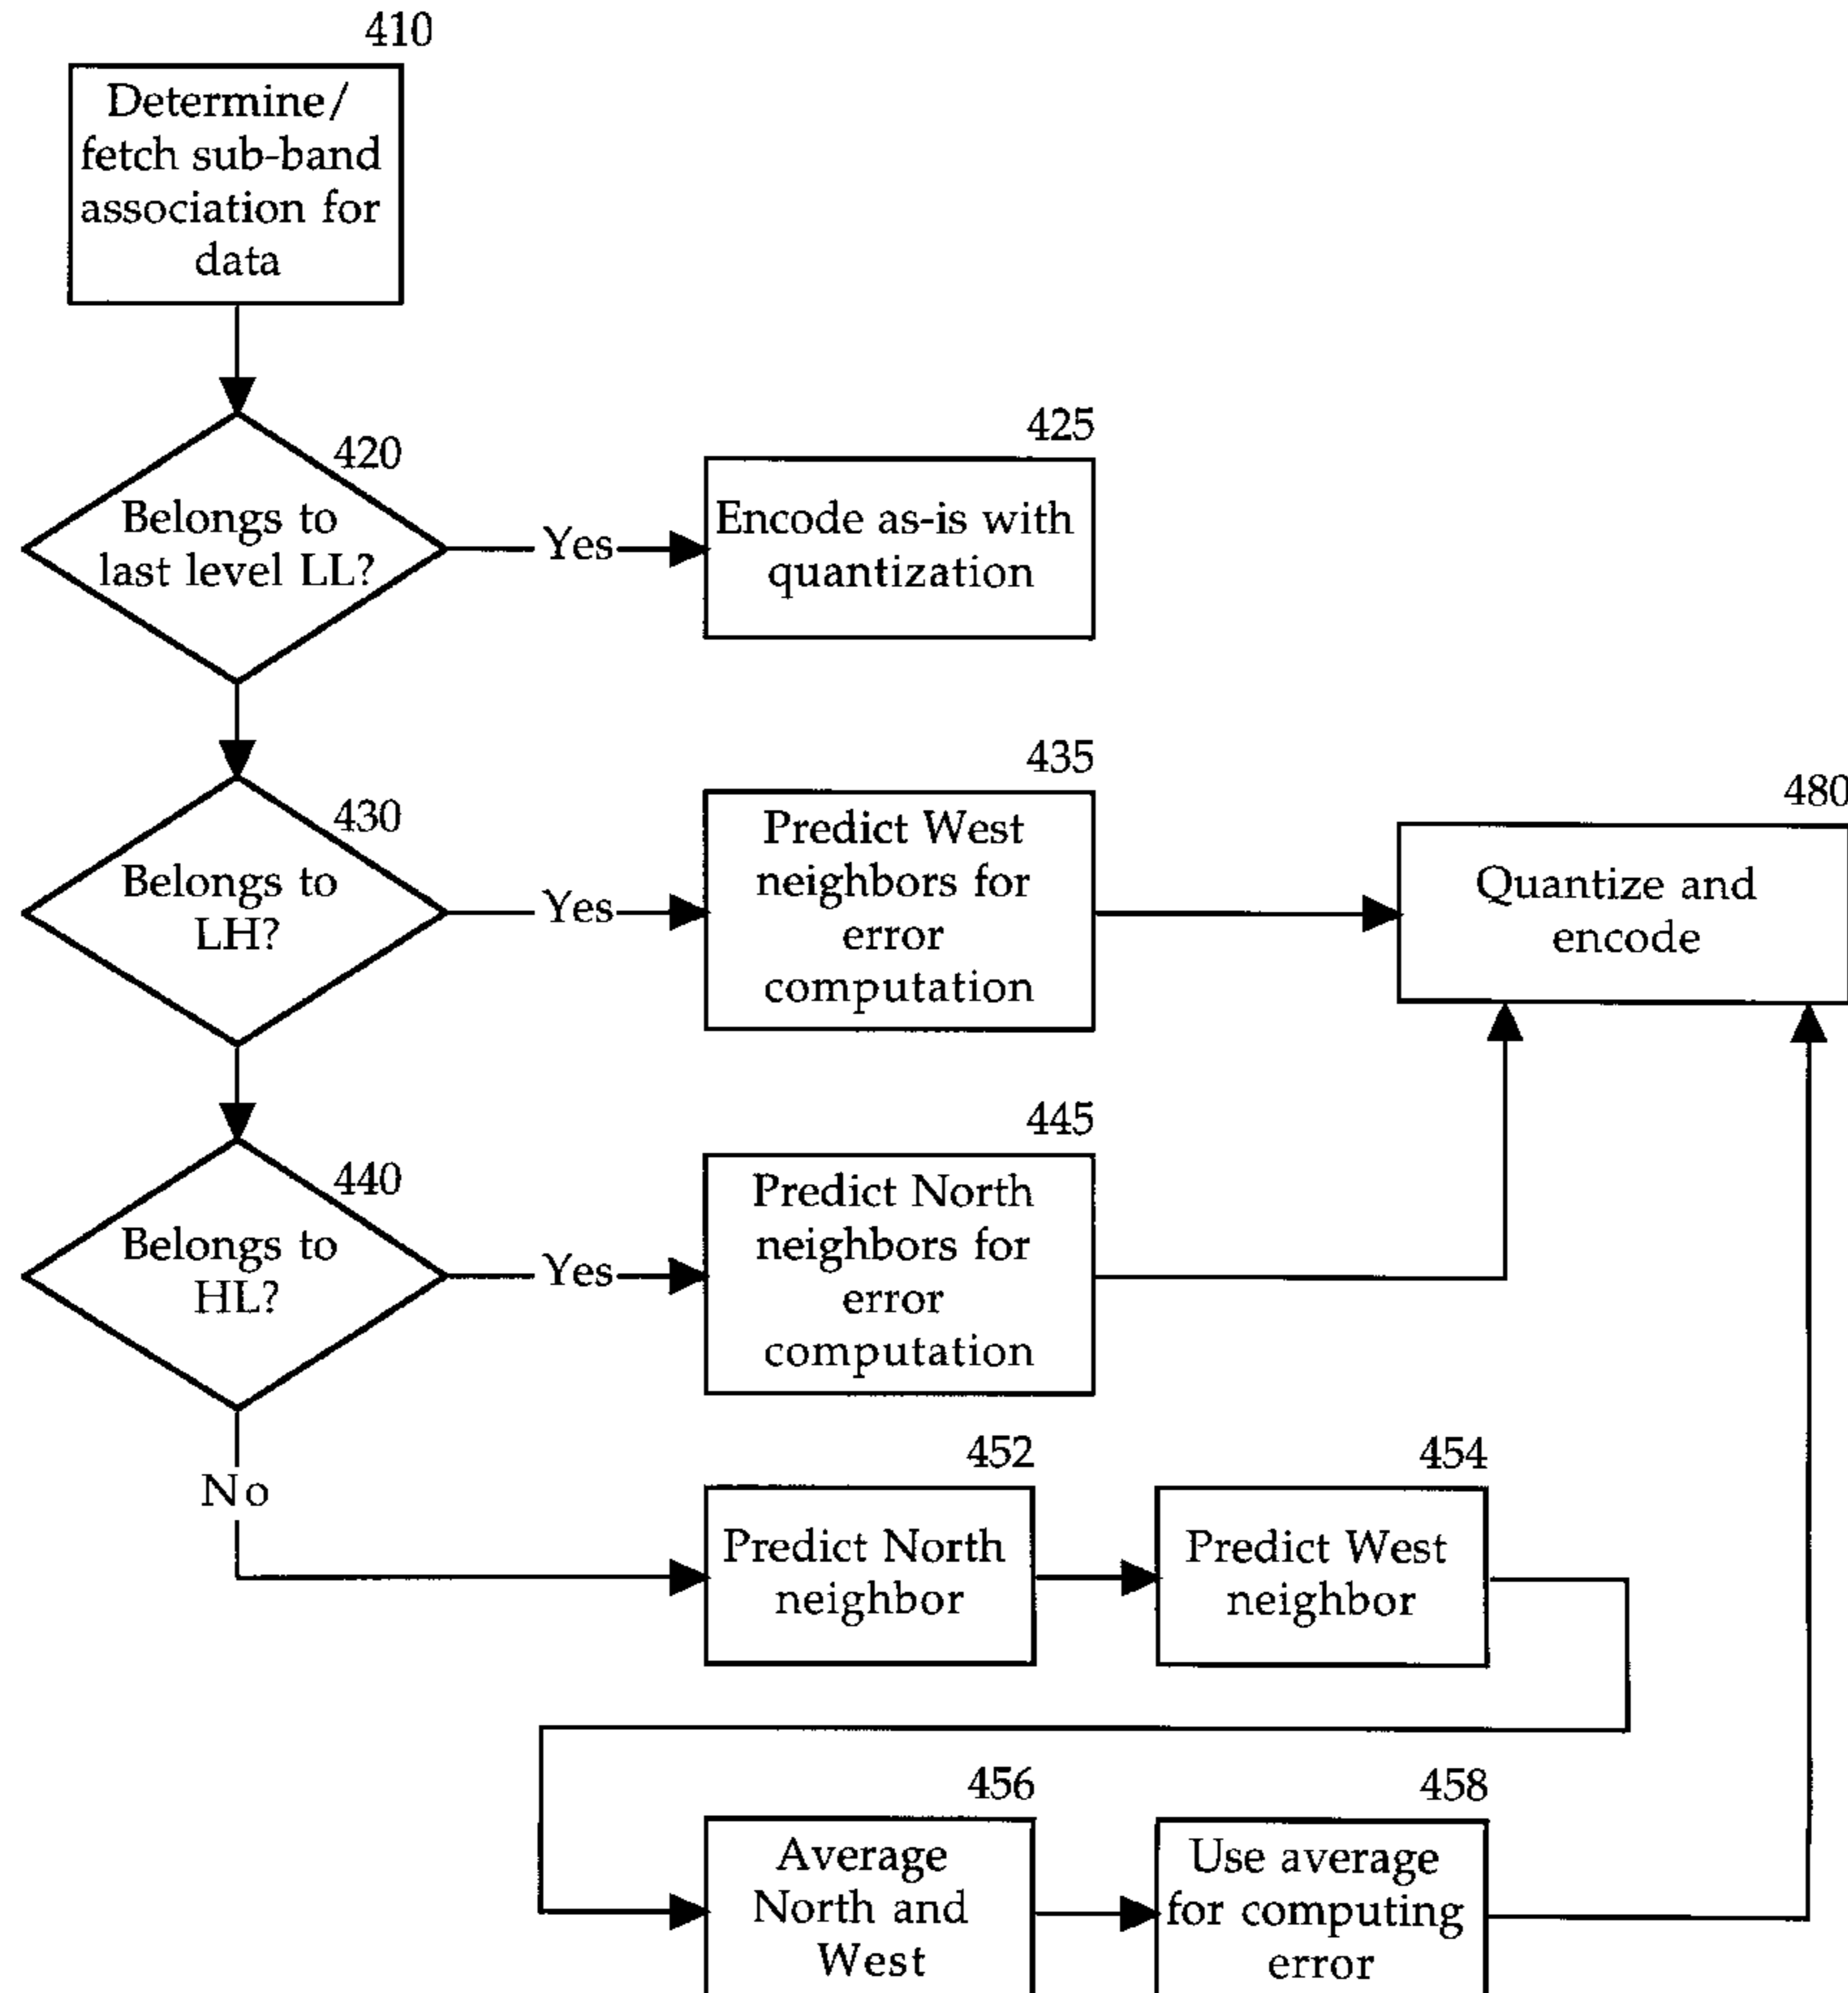 410
Determine/
fetch sub-band
association for
data
420
Belongs to
last level LL?
Yes
425
Encode as-is with
quantization
430
Belongs to
LH?
Yes
435
Predict West
neighbors for
error
computation
480
Quantize and
encode
440
Belongs to
HL?
Yes
445
Predict North
neighbors for
error
computation
No
452
Predict North
neighbor
454
Predict West
neighbor
456
Average
North and
West
458
Use average
for computing
error